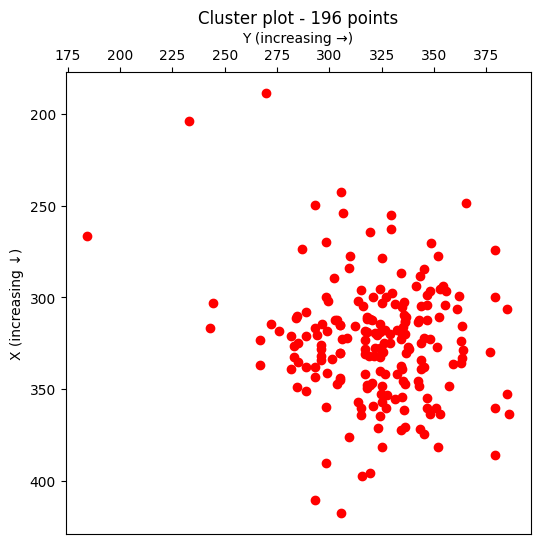 Cluster plot - 196 points
Y (increasing →)
175 200 225 250 275 300 325 350 375
X (increasing ↓)
200
250
300
350
400